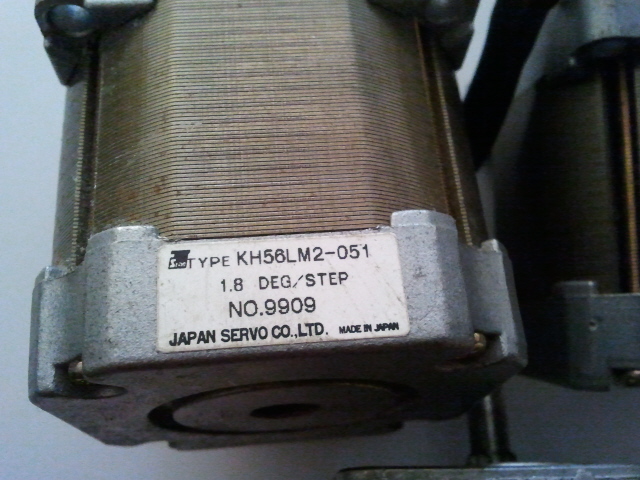 TYPE KH56LM2-051
1.8 DEG/STEP
NO.9909
JAPAN SERVO CO.,LTD. MADE IN JAPAN